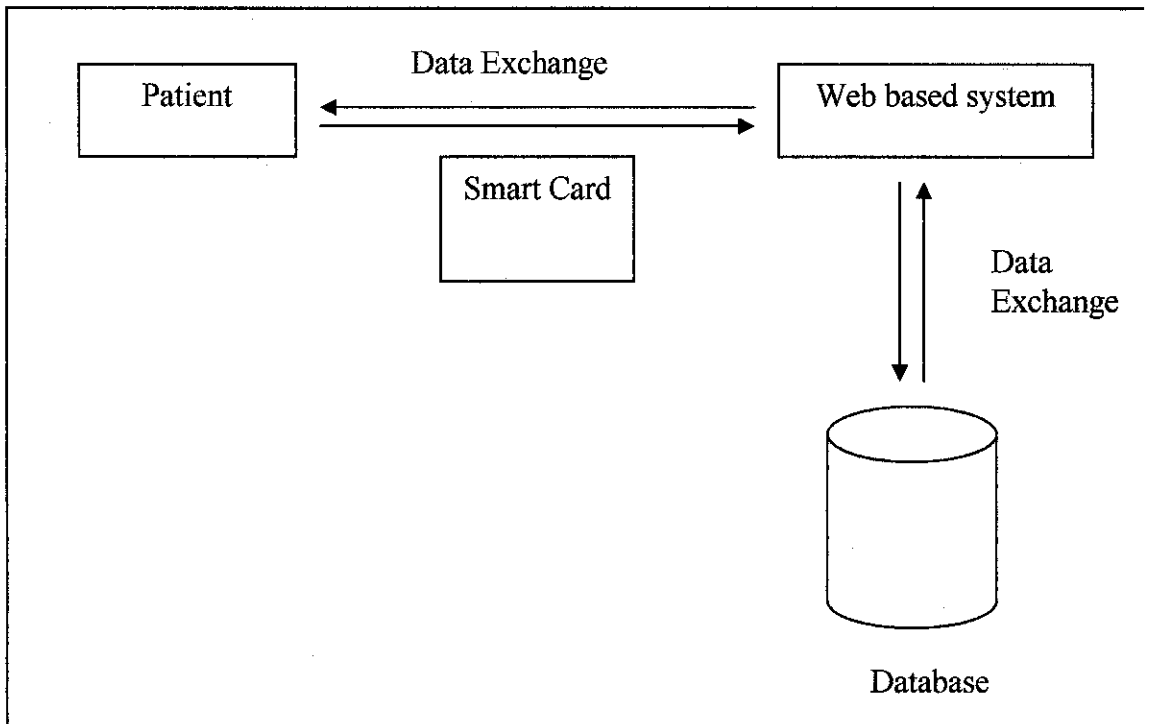 Data Exchange
Patient
Web based system
Smart Card
Data
Exchange
Database